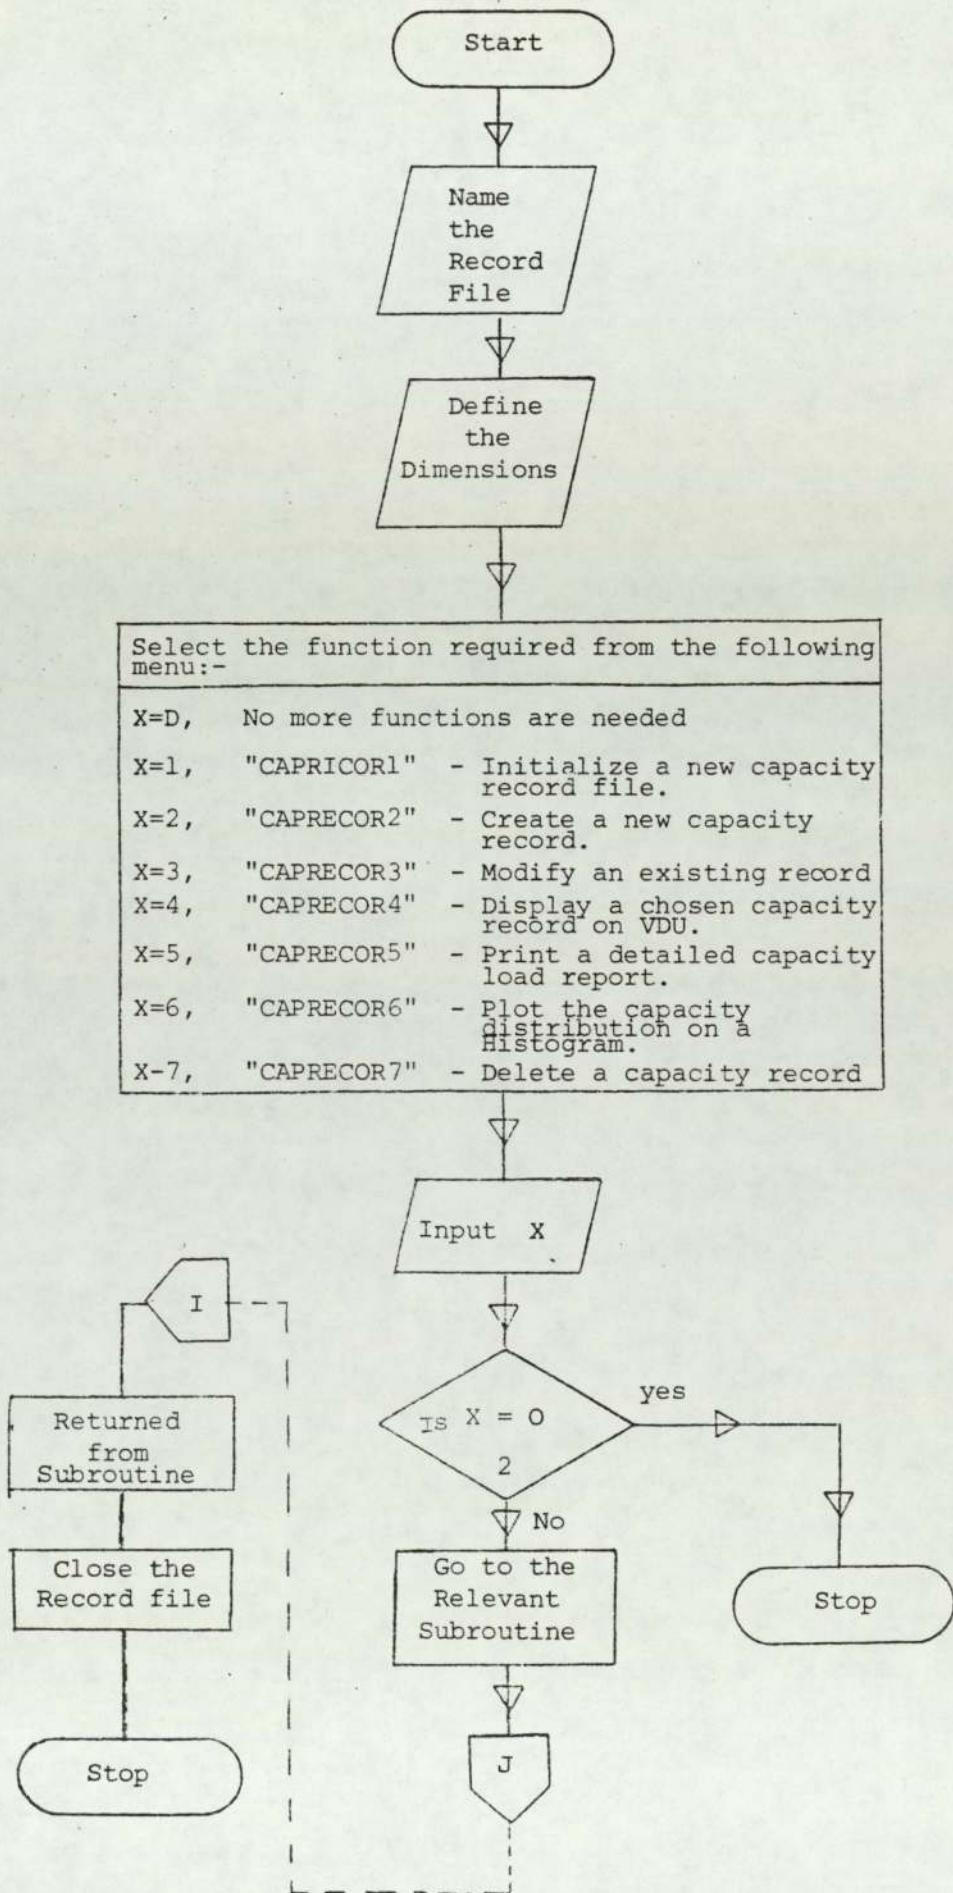 Start
Name
the
Record
File
Define
the
Dimensions
Select the function required from the following
menu:-
X=D, No more functions are needed
X=1, "CAPRICOR1" - Initialize a new capacity
record file.
X=2, "CAPRECOR2" - Create a new capacity
record.
X=3, "CAPRECOR3" - Modify an existing record
X=4, "CAPRECOR4" - Display a chosen capacity
record on VDU.
X=5, "CAPRECOR5" - Print a detailed capacity
load report.
X=6, "CAPRECOR6" - Plot the capacity
distribution on a
Histogram.
X-7, "CAPRECOR7" - Delete a capacity record
Input X
IS X = O
2
yes
No
Go to the
Relevant
Subroutine
Stop
J
I
Returned
from
Subroutine
Close the
Record file
Stop